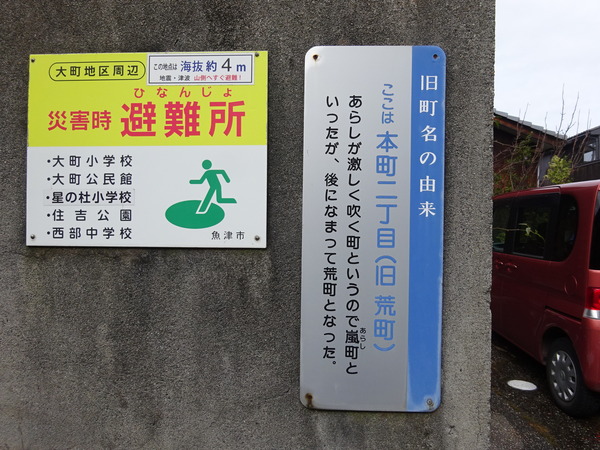 大町地区周辺
この地点は 海抜約4m
地震・津波 山側へすぐ避難！
ひなんじょ
災害時 避難所
・大町小学校
・大町公民館
・星の杜小学校
・住吉公園
・西部中学校
魚津市
旧町名の由来
ここは 本町二丁目（旧 荒町）
あらしが激しく吹く町というので嵐町と
あらし
いったが、後になまって荒町となった。